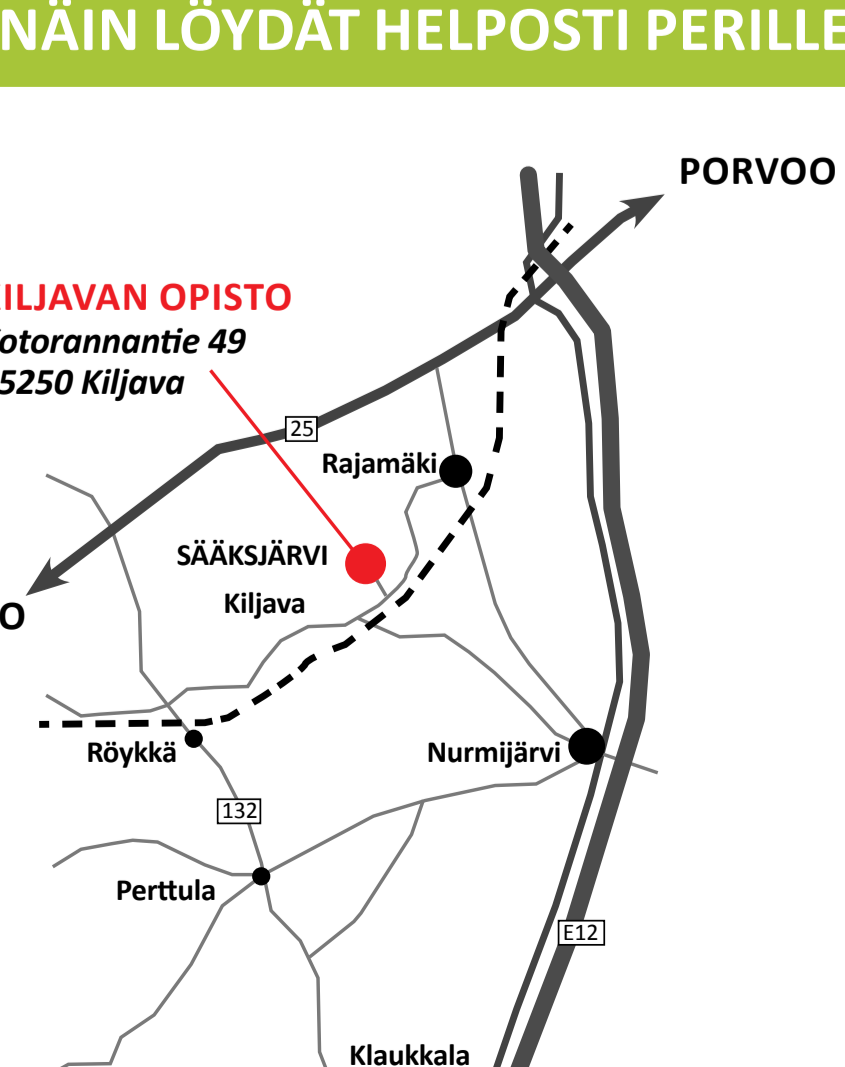 NÄIN LÖYDÄT HELPOSTI PERILLE
PORVOO
KILJAVAN OPISTO
otorannantie 49
5250 Kiljava
25
Rajamäki
SÄÄKSJÄRVI
Kiljava
O
Röykkä
Nurmijärvi
132
Perttula
E12
Klaukkala